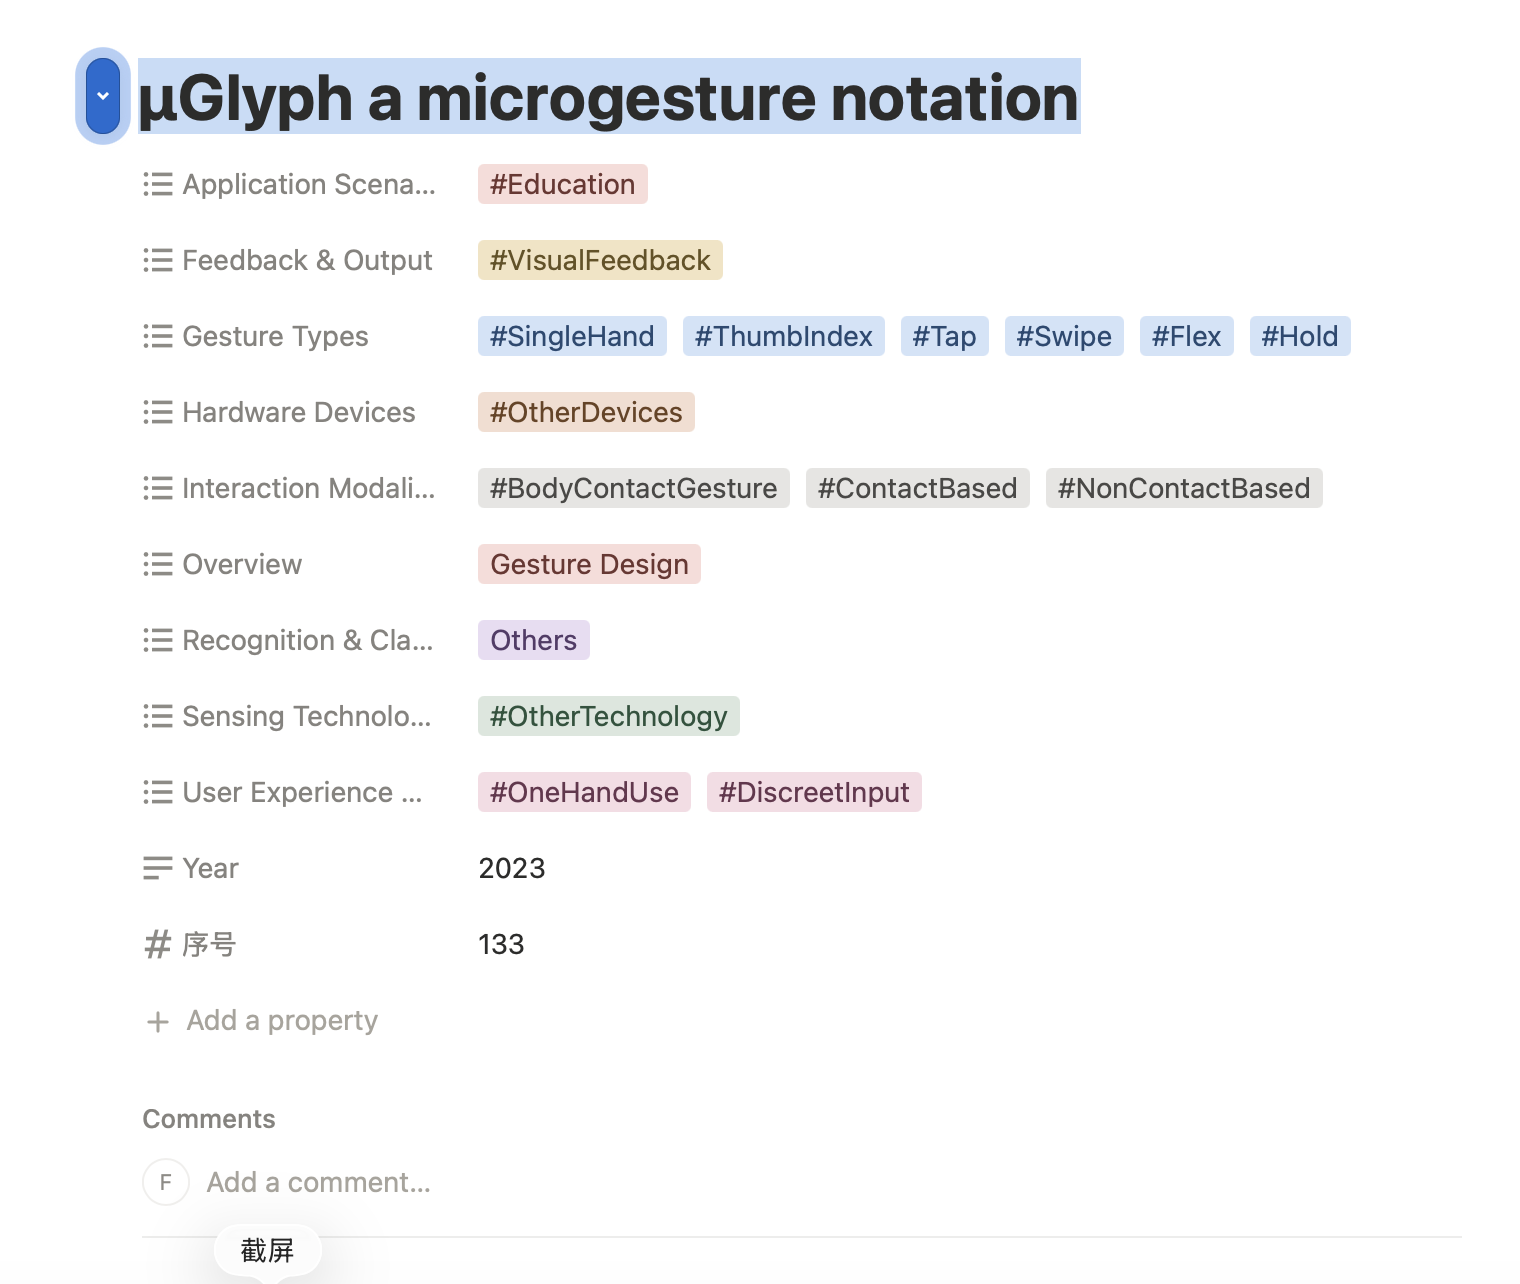 µGlyph a microgesture notation
Application Scena... #Education
Feedback & Output #VisualFeedback
Gesture Types #SingleHand #ThumbIndex #Tap #Swipe #Flex #Hold
Hardware Devices #OtherDevices
Interaction Modali... #BodyContactGesture #ContactBased #NonContactBased
Overview Gesture Design
Recognition & Cla... Others
Sensing Technolo... #OtherTechnology
User Experience ... #OneHandUse #DiscreetInput
Year 2023
序号 133
Add a property
Comments
F Add a comment...
截屏